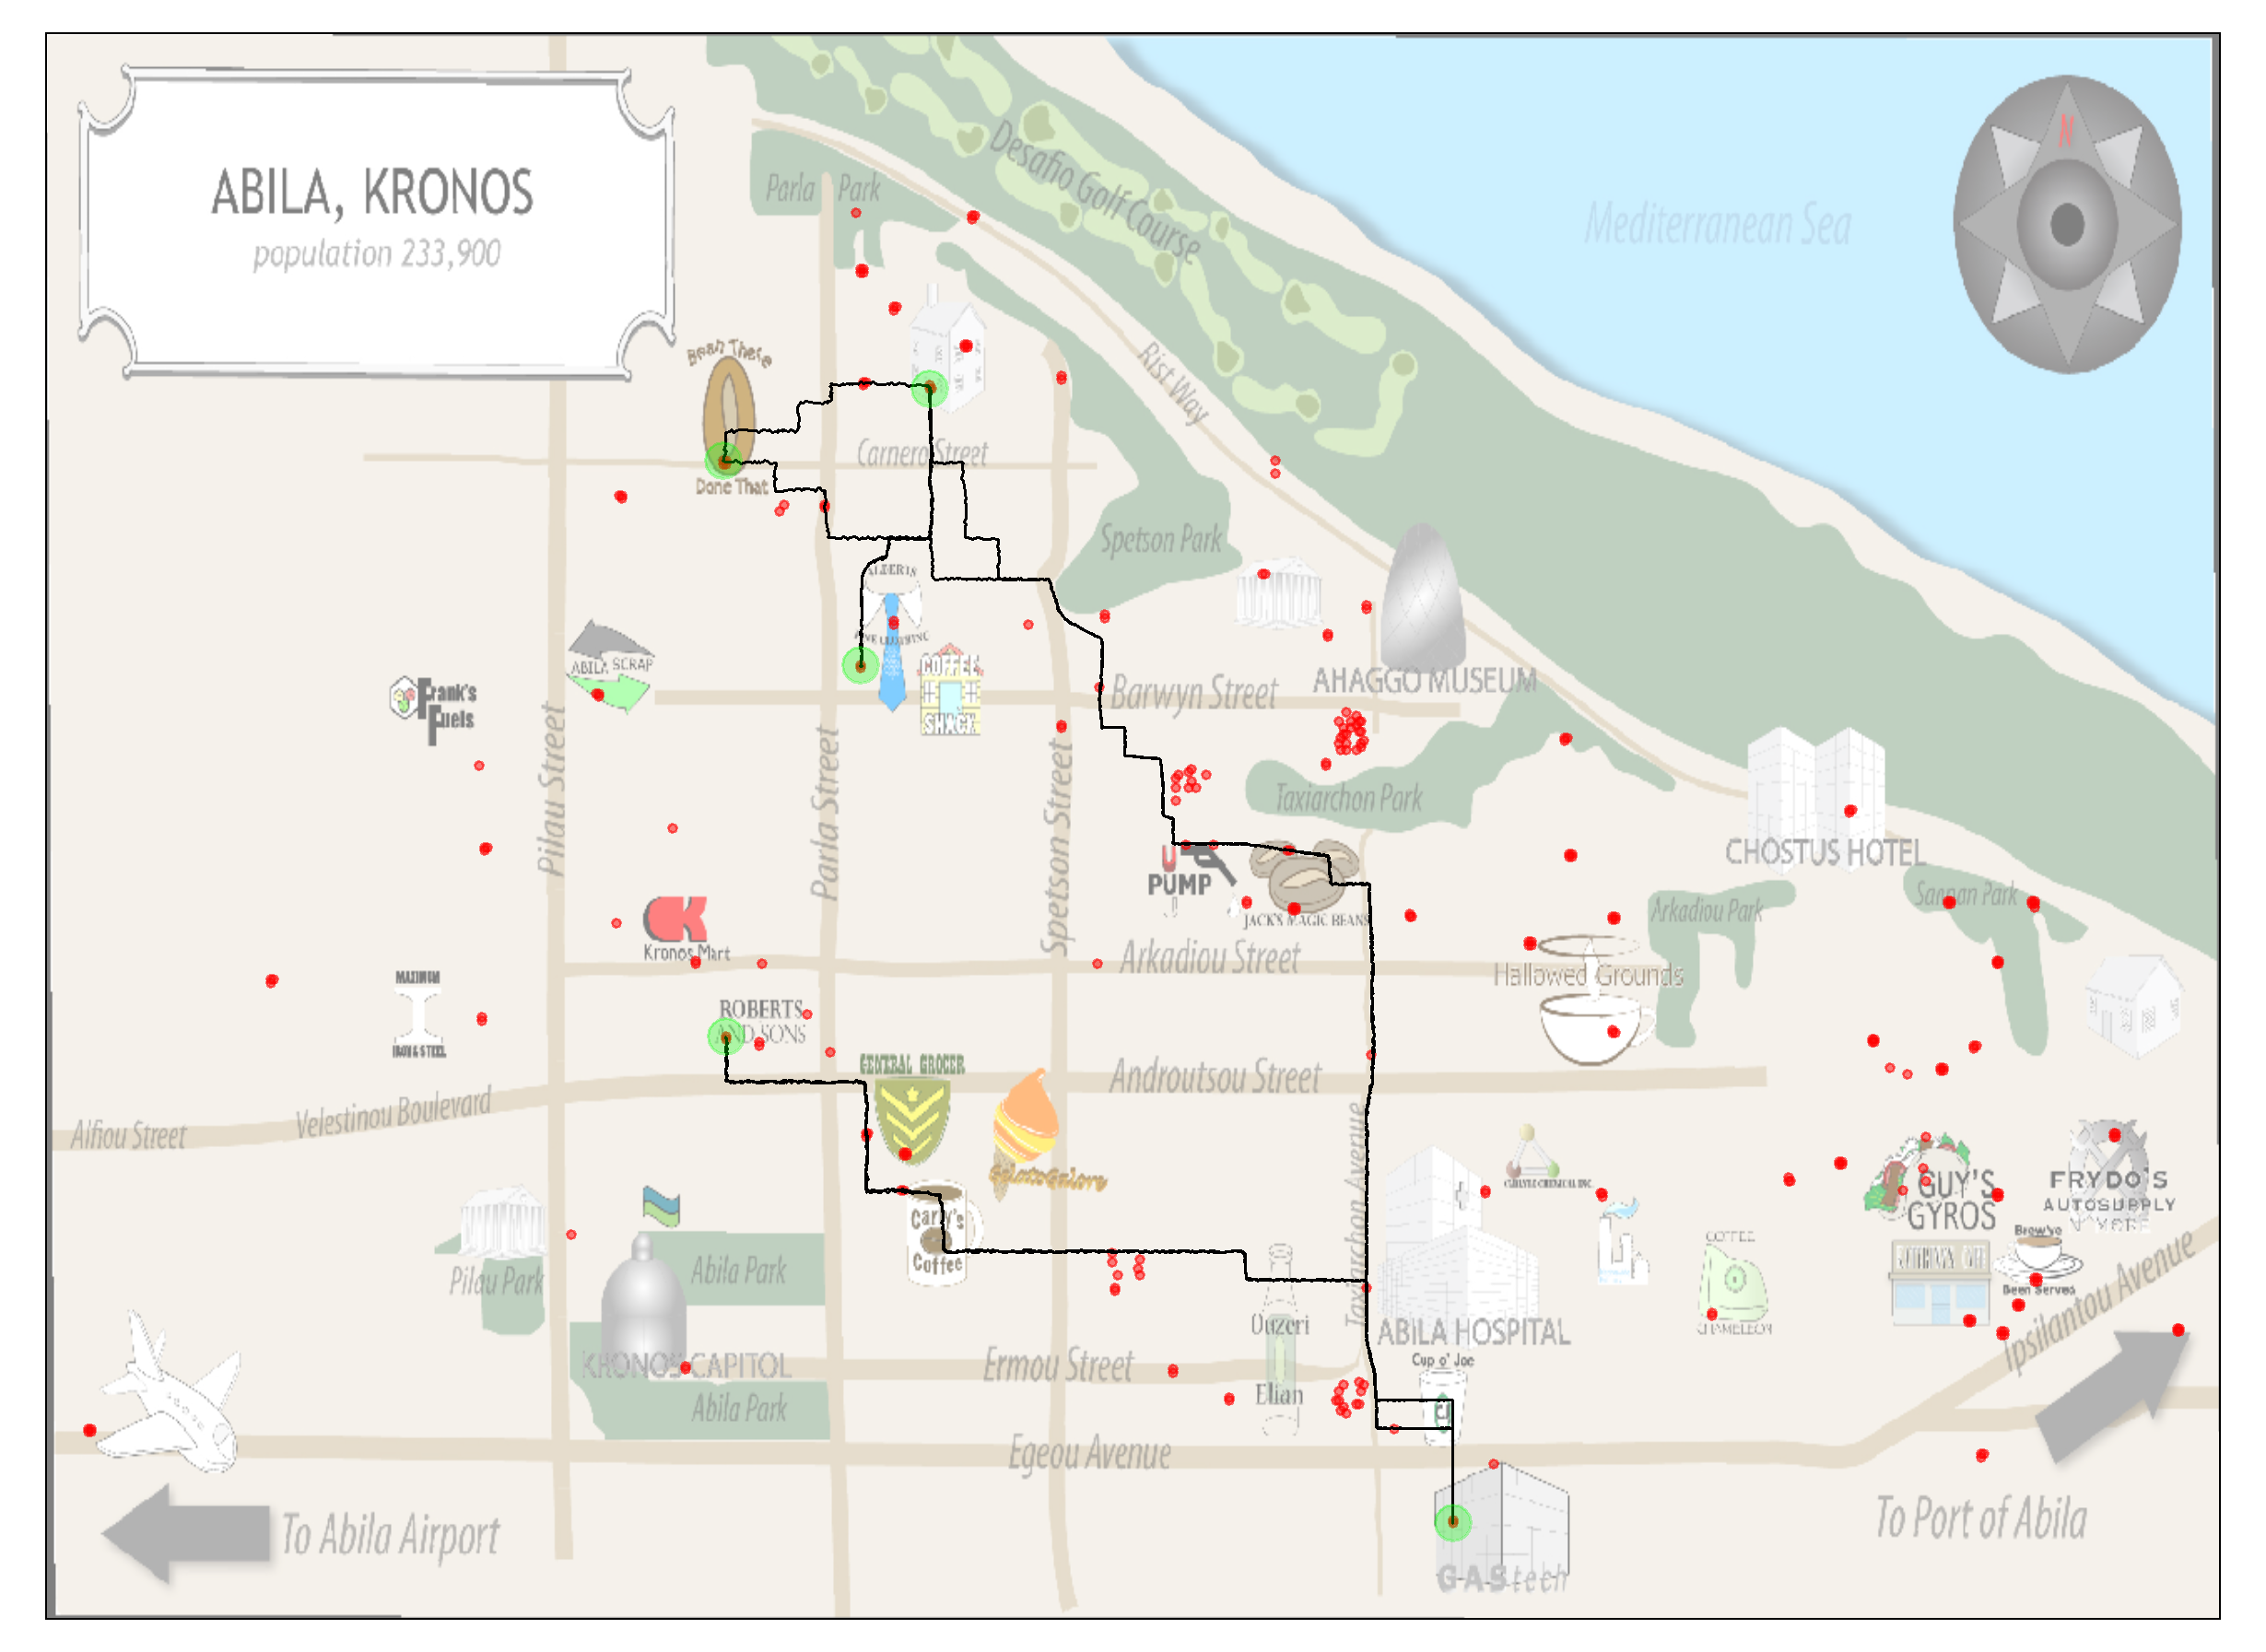 ABILA, KRONOS
population 233,900
Parla Park
Desafio Golf Course
Mediterranean Sea
N
Rist Way
Bean There
Done That
Carnero Street
Spetson Park
ALBERTS
FINE CLOTHING
COFFEE
SHACK
ABILA SCRAP
Frank's
Fuels
Barwyn Street
AHAGGO MUSEUM
Pilau Street
Parla Street
Spetson Street
Taxiarchon Park
CHOSTUS HOTEL
U
PUMP
JACK'S MAGIC BEANS
Arkadiou Park
Sannan Park
Kronos Mart
Arkadiou Street
Hallowed Grounds
MAXIMUM
IRON & STEEL
ROBERTS
AND SONS
GENERAL GROCER
Androutsou Street
Velestinou Boulevard
Alfiou Street
Taxiarchon Avenue
GelatoGalore
CARLYLE CHEMICAL INC.
GUY'S
GYROS
FRYDO'S
AUTOSUPPLY
N' MORE
Carly's
Coffee
Brew've
Been Served
COFFEE
CHAMELEON
Pilau Park
Abila Park
Ouzeri
Elian
ABILA HOSPITAL
Cup o' Joe
KRONOS CAPITOL
Ermou Street
Abila Park
Ipsilantou Avenue
Egeou Avenue
To Abila Airport
GAStech
To Port of Abila